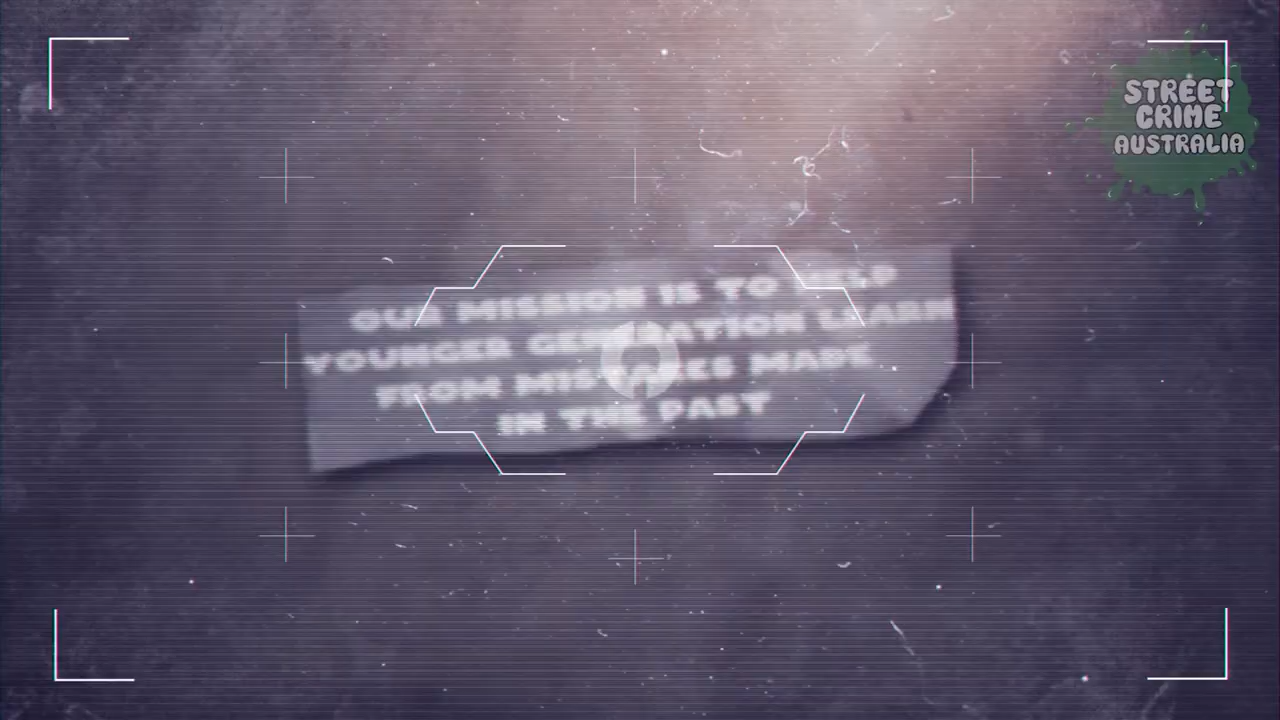 STREET
CRIME
AUSTRALIA
OUR MISSION IS TO HELP
YOUNGER GENERATION LEARN
FROM MISTAKES MADE
IN THE PAST